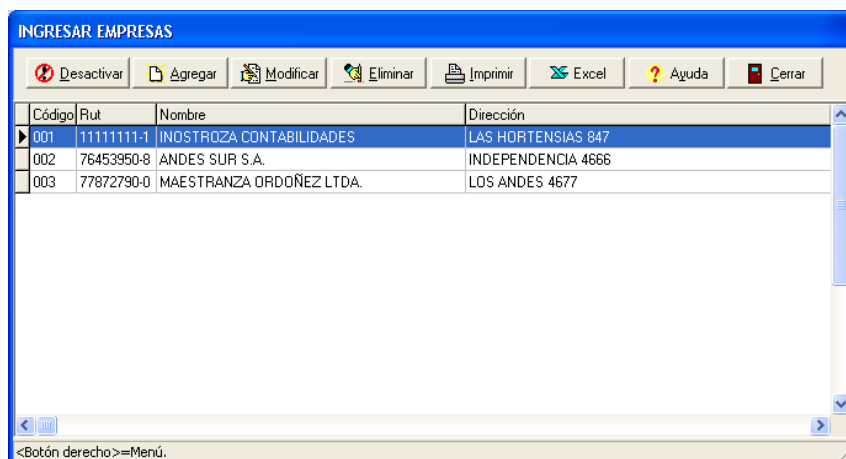 INGRESAR EMPRESAS
Desactivar Agregar Modificar Eliminar Imprimir Excel Ayuda Cerrar
Código Rut Nombre Dirección
001 11111111-1 INOSTROZA CONTABILIDADES LAS HORTENSIAS 847
002 76453950-8 ANDES SUR S.A. INDEPENDENCIA 4666
003 77872790-0 MAESTRANZA ORDOÑEZ LTDA. LOS ANDES 4677
<Botón derecho>=Menú.